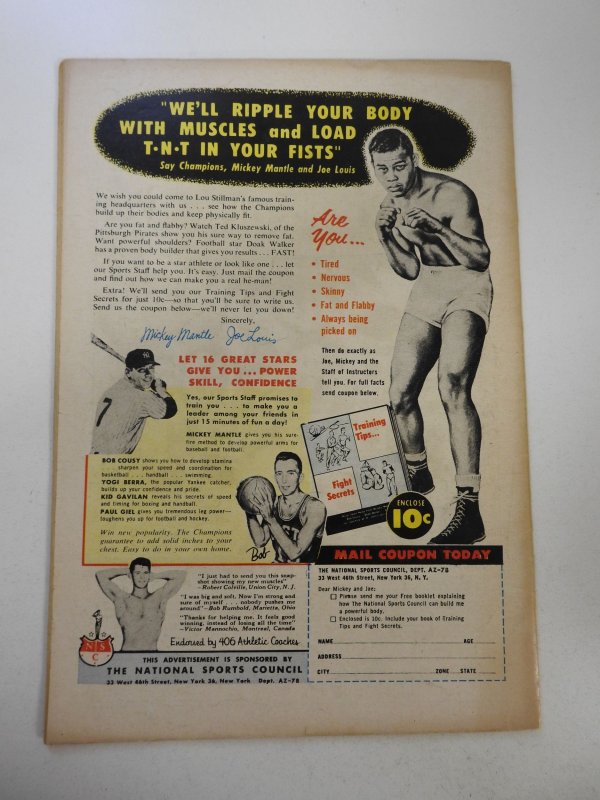 "WE'LL RIPPLE YOUR BODY
WITH MUSCLES and LOAD
T•N•T IN YOUR FISTS"
Say Champions, Mickey Mantle and Joe Louis
We wish you could come to Lou Stillman's famous train-
ing headquarters with us . . . see how the Champions
build up their bodies and keep physically fit.
Are you fat and flabby? Watch Ted Kluszewski, of the
Pittsburgh Pirates show you his sure way to remove fat.
Want powerful shoulders? Football star Doak Walker
has a proven body builder that gives you results . . . FAST!
If you want to be a star athlete or look like one . . . let
our Sports Staff help you. It's easy. Just mail the coupon
and find out how we can make you a real he-man!
Extra! We'll send you our Training Tips and Fight
Secrets for just 10c—so that you'll be sure to write us.
Send us the coupon below—we'll never let you down!
Sincerely,
Mickey Mantle Joe Louis
Are
You...
• Tired
• Nervous
• Skinny
• Fat and Flabby
• Always being
picked on
Then do exactly as
Joe, Mickey and the
Staff of Instructors
tell you. For full facts
send coupon below.
LET 16 GREAT STARS
GIVE YOU . . . POWER
SKILL, CONFIDENCE
7
Yes, our Sports Staff promises to
train you . . . to make you a
leader among your friends in
just 15 minutes of fun a day!
MICKEY MANTLE gives you his sure-
fire method to develop powerful arms for
baseball and football.
BOB COUSY shows you how to develop stamina
sharpen your speed and coordination for
basketball . . . handball . . . swimming.
YOGI BERRA, the popular Yankee catcher,
builds up your confidence and pride.
KID GAVILAN reveals his secrets of speed
and timing for boxing and handball.
PAUL GIEL gives you tremendous leg power—
toughens you up for football and hockey.
Win new popularity. The Champions
guarantee to add solid inches to your
chest. Easy to do in your own home.
Bob
Training
Tips...
Fight
Secrets
ENCLOSE
10c
MAIL COUPON TODAY
"I just had to send you this snap-
shot showing my new muscles"
- Robert Colville, Union City, N. J.
"I was big and soft. Now I'm strong and
sure of myself . . . nobody pushes me
around" - Bob Rumbold, Marietta, Ohio
"Thanks for helping me. It feels good
winning, instead of losing all the time"
- Victor Mannochio, Montreal, Canada
Endorsed by 406 Athletic Coaches
NSC
THIS ADVERTISEMENT IS SPONSORED BY
THE NATIONAL SPORTS COUNCIL
33 West 46th Street, New York 36, New York Dept. AZ-78
THE NATIONAL SPORTS COUNCIL, DEPT. AZ-78
33 West 46th Street, New York 36, N. Y.
Dear Mickey and Joe:
Please send me your Free booklet explaining
how the National Sports Council can build me
a powerful body.
Enclosed is 10c. Include your book of Training
Tips and Fight Secrets.
NAME AGE
ADDRESS
CITY ZONE STATE